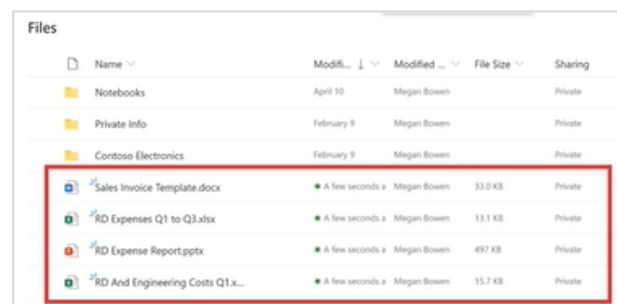 Files
Name Modifi... Modified ... File Size Sharing
Notebooks April 10 Megan Bowen Private
Private Info February 9 Megan Bowen Private
Contoso Electronics February 9 Megan Bowen Private
Sales Invoice Template.docx A few seconds a Megan Bowen 33.0 KB Private
RD Expenses Q1 to Q3.xlsx A few seconds a Megan Bowen 13.1 KB Private
RD Expense Report.pptx A few seconds a Megan Bowen 497 KB Private
RD And Engineering Costs Q1.x... A few seconds a Megan Bowen 15.7 KB Private